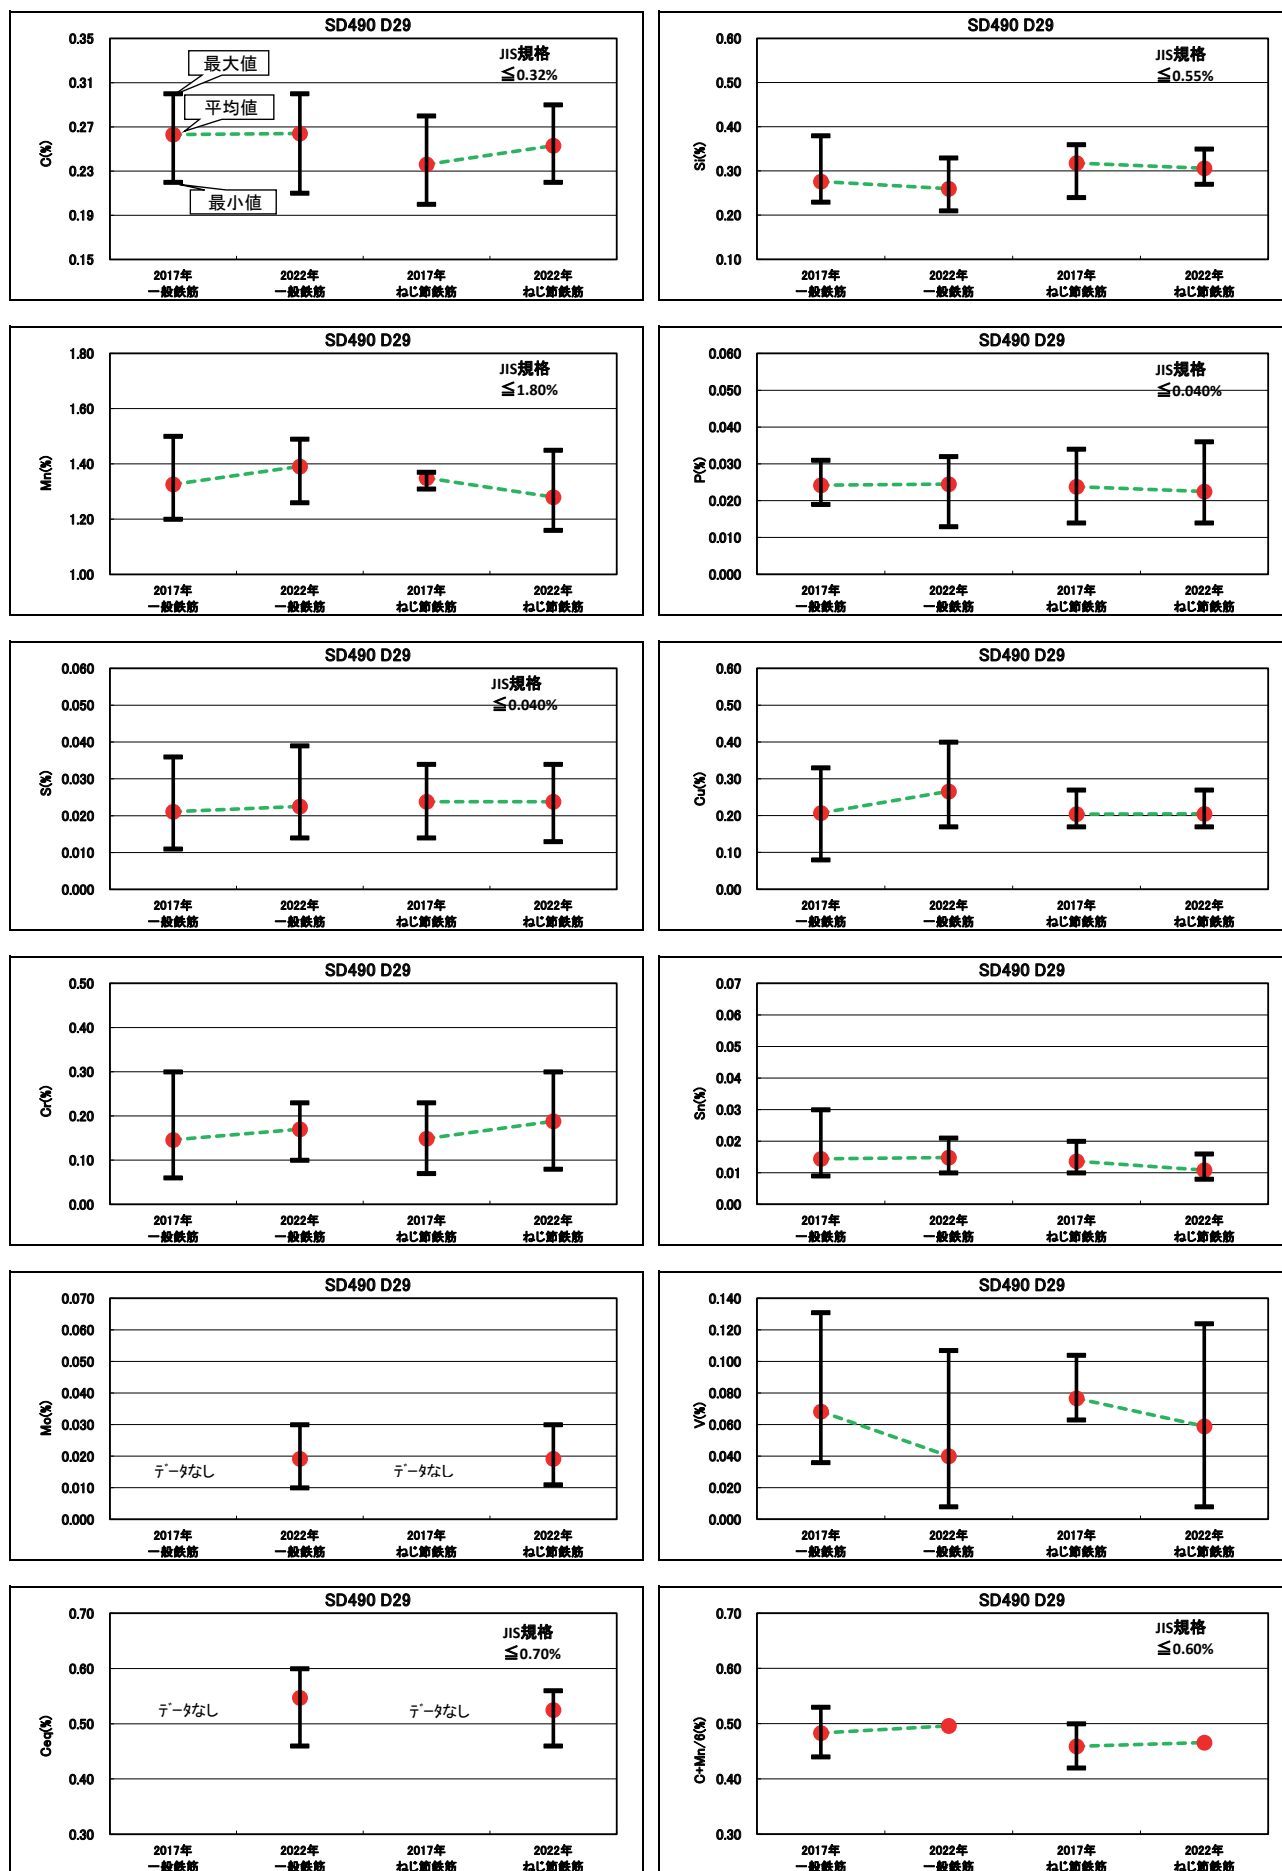 SD490 D29
JIS規格
≦0.32%
最大値
平均値
最小値
C(%)
0.35
0.31
0.27
0.23
0.19
0.15
2017年 2022年 2017年 2022年
一般鉄筋 一般鉄筋 ねじ節鉄筋 ねじ節鉄筋
SD490 D29
JIS規格
≦0.55%
Si(%)
0.60
0.50
0.40
0.30
0.20
0.10
2017年 2022年 2017年 2022年
一般鉄筋 一般鉄筋 ねじ節鉄筋 ねじ節鉄筋
SD490 D29
JIS規格
≦1.80%
Mn(%)
1.80
1.60
1.40
1.20
1.00
2017年 2022年 2017年 2022年
一般鉄筋 一般鉄筋 ねじ節鉄筋 ねじ節鉄筋
SD490 D29
JIS規格
≦0.040%
P(%)
0.060
0.050
0.040
0.030
0.020
0.010
0.000
2017年 2022年 2017年 2022年
一般鉄筋 一般鉄筋 ねじ節鉄筋 ねじ節鉄筋
SD490 D29
JIS規格
≦0.040%
S(%)
0.060
0.050
0.040
0.030
0.020
0.010
0.000
2017年 2022年 2017年 2022年
一般鉄筋 一般鉄筋 ねじ節鉄筋 ねじ節鉄筋
SD490 D29
Cu(%)
0.60
0.50
0.40
0.30
0.20
0.10
0.00
2017年 2022年 2017年 2022年
一般鉄筋 一般鉄筋 ねじ節鉄筋 ねじ節鉄筋
SD490 D29
Cr(%)
0.50
0.40
0.30
0.20
0.10
0.00
2017年 2022年 2017年 2022年
一般鉄筋 一般鉄筋 ねじ節鉄筋 ねじ節鉄筋
SD490 D29
Sn(%)
0.07
0.06
0.05
0.04
0.03
0.02
0.01
0.00
2017年 2022年 2017年 2022年
一般鉄筋 一般鉄筋 ねじ節鉄筋 ねじ節鉄筋
SD490 D29
Mo(%)
0.070
0.060
0.050
0.040
0.030
0.020
0.010
0.000
データなし データなし
2017年 2022年 2017年 2022年
一般鉄筋 一般鉄筋 ねじ節鉄筋 ねじ節鉄筋
SD490 D29
V(%)
0.140
0.120
0.100
0.080
0.060
0.040
0.020
0.000
2017年 2022年 2017年 2022年
一般鉄筋 一般鉄筋 ねじ節鉄筋 ねじ節鉄筋
SD490 D29
JIS規格
≦0.70%
Ceq(%)
0.70
0.60
0.50
0.40
0.30
データなし データなし
2017年 2022年 2017年 2022年
一般鉄筋 一般鉄筋 ねじ節鉄筋 ねじ節鉄筋
SD490 D29
JIS規格
≦0.60%
C+Mn/6(%)
0.70
0.60
0.50
0.40
0.30
2017年 2022年 2017年 2022年
一般鉄筋 一般鉄筋 ねじ節鉄筋 ねじ節鉄筋